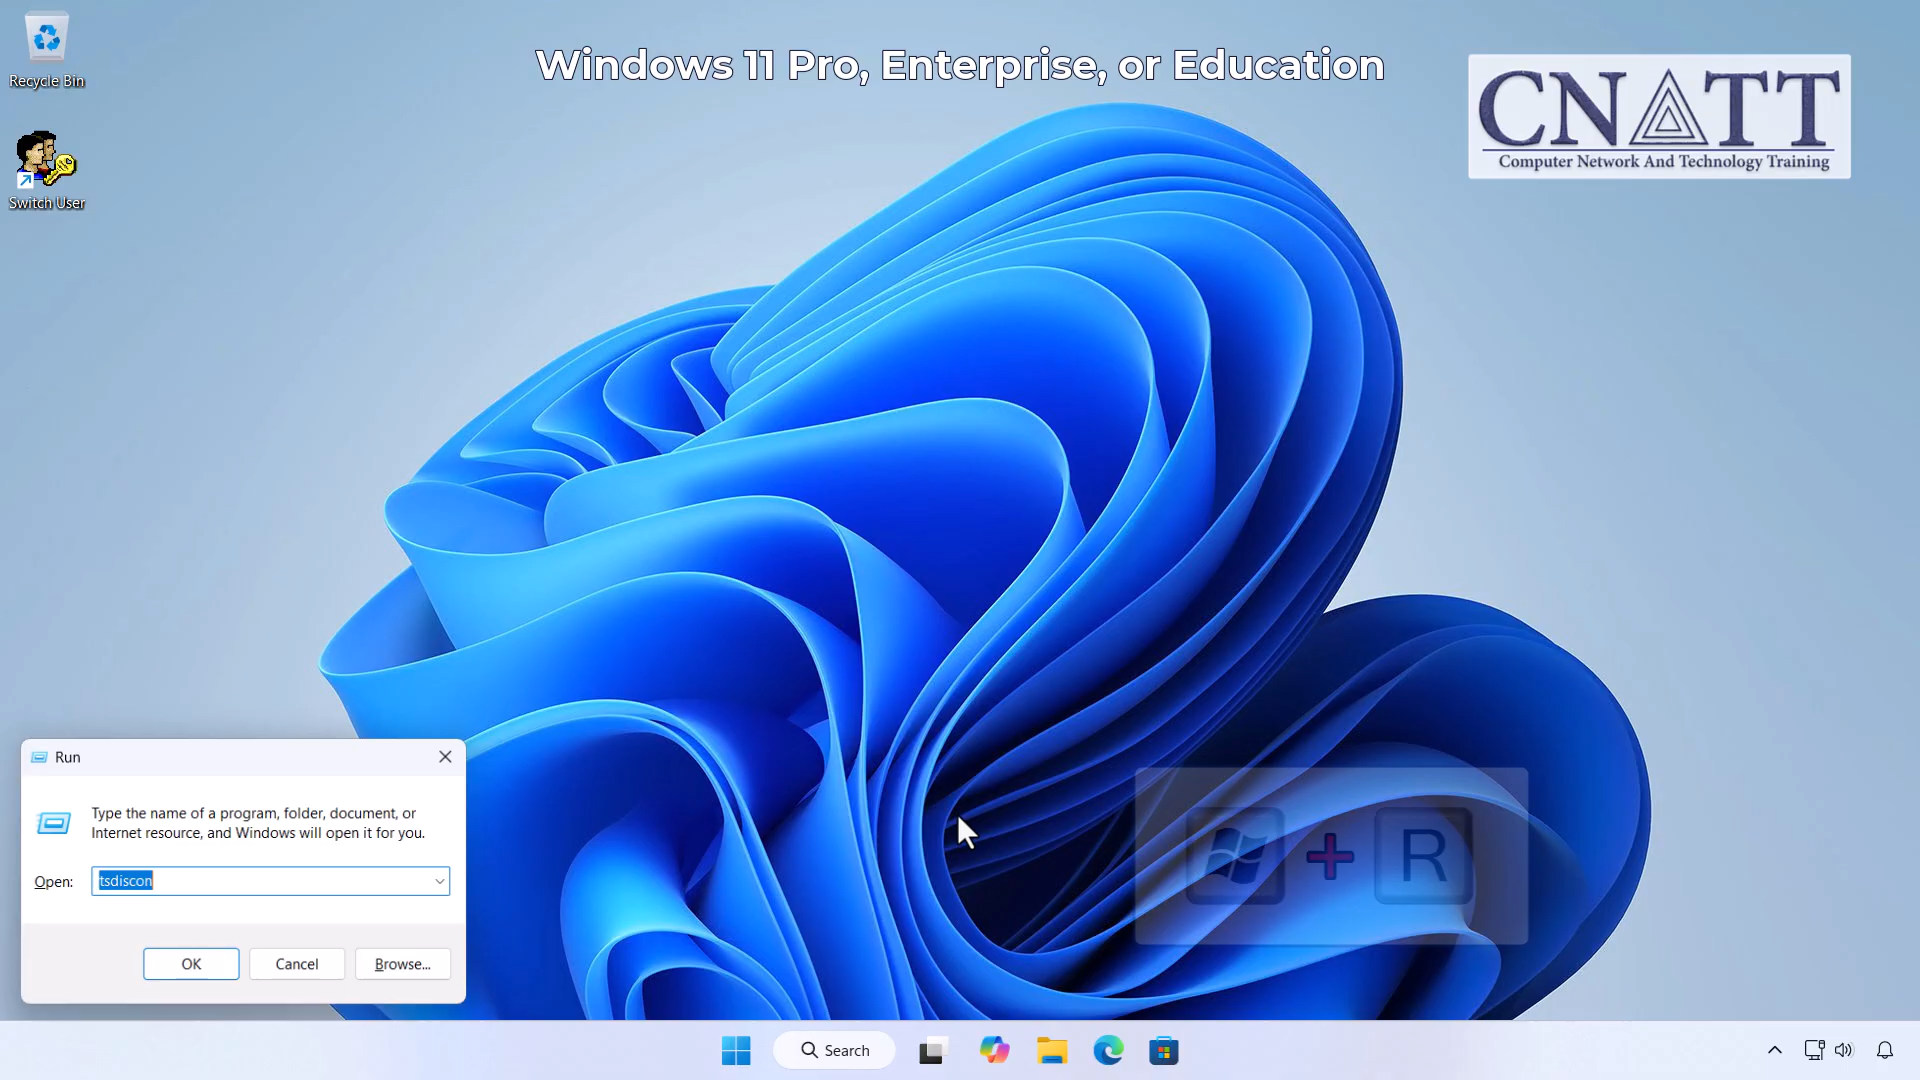 Recycle Bin
Switch User
Windows 11 Pro, Enterprise, or Education
CNATT
Computer Network And Technology Training
Run
Type the name of a program, folder, document, or
Internet resource, and Windows will open it for you.
Open: tsdiscon
OK Cancel Browse...
+ R
Search